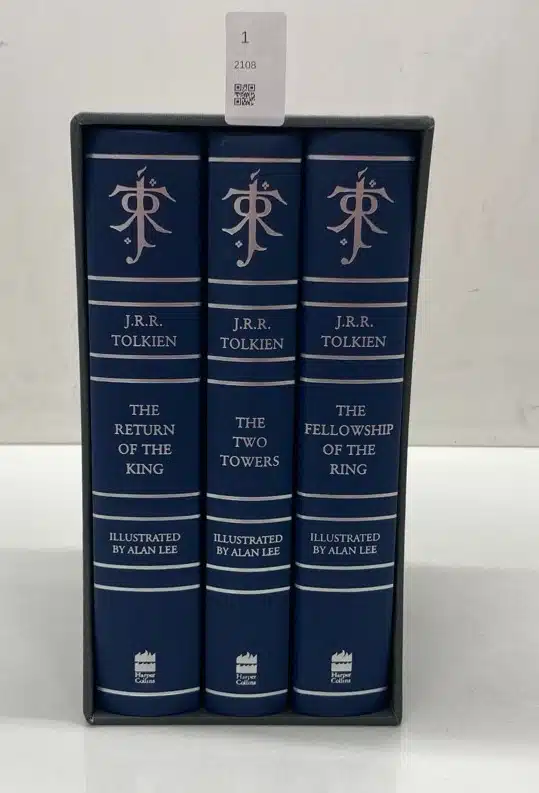 1
2108
J.R.R.
TOLKIEN
THE
RETURN
OF THE
KING
ILLUSTRATED
BY ALAN LEE
Harper
Collins
J.R.R.
TOLKIEN
THE
TWO
TOWERS
ILLUSTRATED
BY ALAN LEE
Harper
Collins
J.R.R.
TOLKIEN
THE
FELLOWSHIP
OF THE
RING
ILLUSTRATED
BY ALAN LEE
Harper
Collins